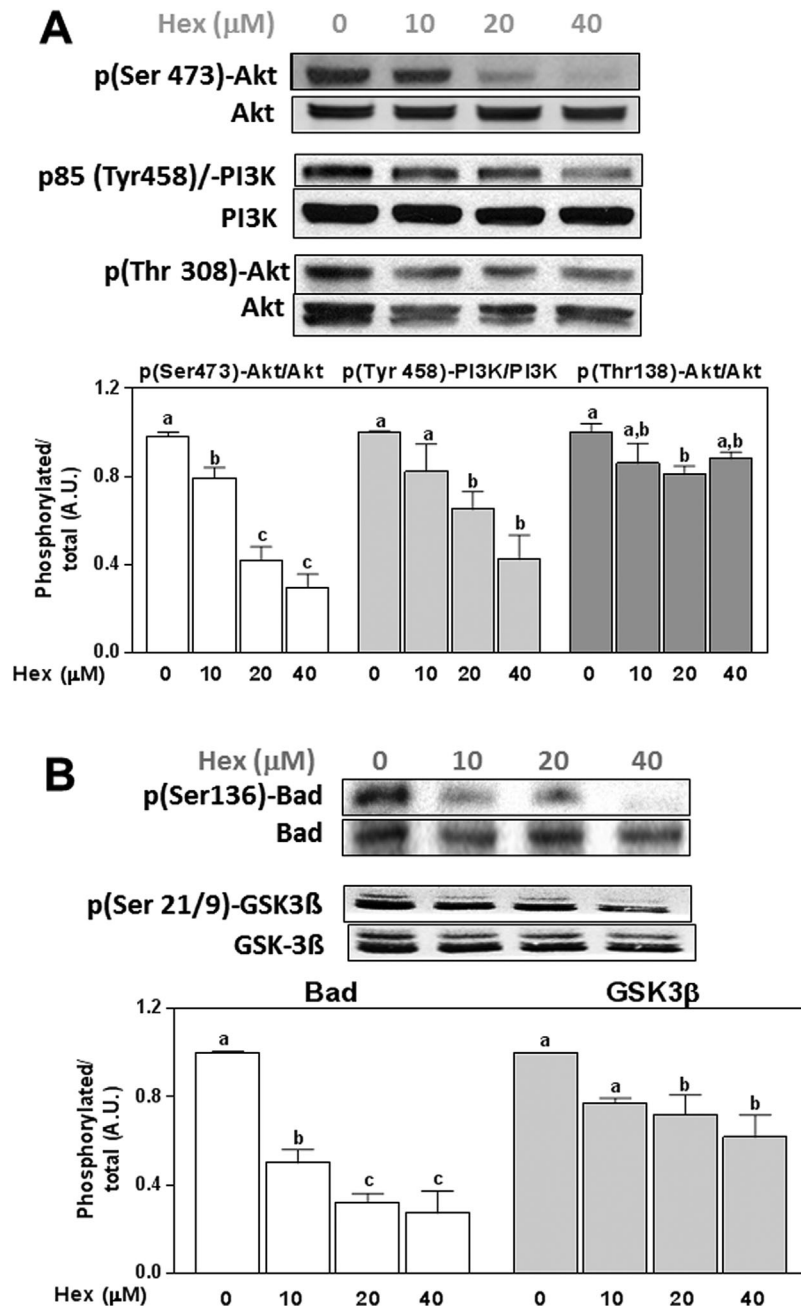 A
Hex (μM) 0 10 20 40
p(Ser 473)-Akt
Akt
p85 (Tyr458)/-PI3K
PI3K
p(Thr 308)-Akt
Akt
p(Ser473)-Akt/Akt p(Tyr 458)-PI3K/PI3K p(Thr138)-Akt/Akt
Phosphorylated/
total (A.U.)
1.2
0.8
0.4
0.0
a b c c a a b b a a,b b a,b
Hex (μM) 0 10 20 40 0 10 20 40 0 10 20 40
B
Hex (μM) 0 10 20 40
p(Ser136)-Bad
Bad
p(Ser 21/9)-GSK3ß
GSK-3ß
Bad GSK3β
Phosphorylated/
total (A.U.)
1.2
0.8
0.4
0.0
a b c c a a b b
Hex (μM) 0 10 20 40 0 10 20 40